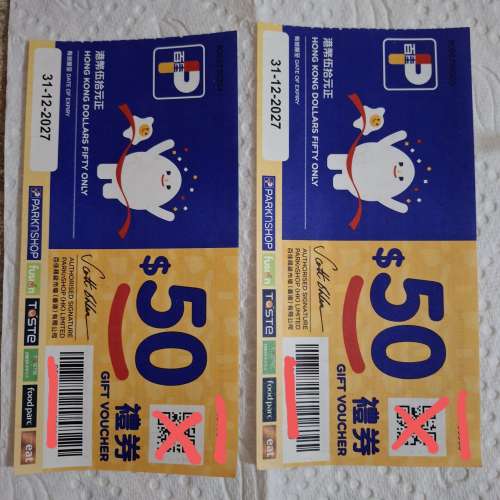 港幣伍拾元正
HONG KONG DOLLARS FIFTY ONLY
有效期至 DATE OF EXPIRY
31-12-2027
百佳
PARKNSHOP
fusion
TASTE
food parc
eat
AUTHORISED SIGNATURE
PARKNSHOP (HK) LIMITED
百佳超級市場(香港)有限公司
$50
禮券
GIFT VOUCHER
港幣伍拾元正
HONG KONG DOLLARS FIFTY ONLY
有效期至 DATE OF EXPIRY
31-12-2027
百佳
PARKNSHOP
fusion
TASTE
food parc
eat
AUTHORISED SIGNATURE
PARKNSHOP (HK) LIMITED
百佳超級市場(香港)有限公司
$50
禮券
GIFT VOUCHER